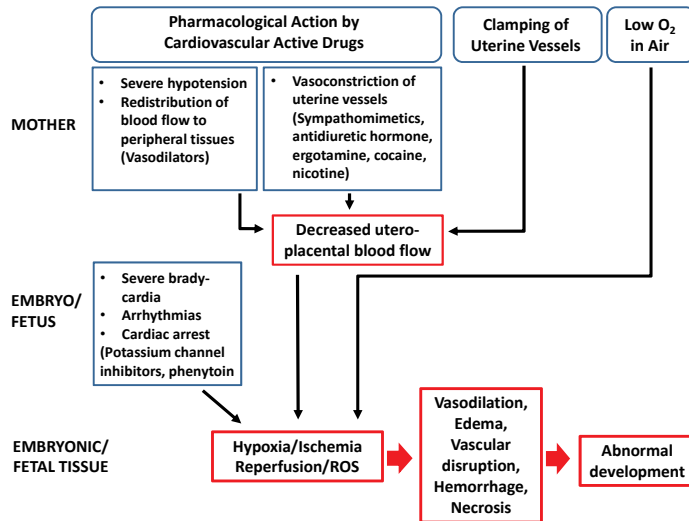 Pharmacological Action by
Cardiovascular Active Drugs
Clamping of
Uterine Vessels
Low O₂
in Air
MOTHER
• Severe hypotension
• Redistribution of
blood flow to
peripheral tissues
(Vasodilators)
• Vasoconstriction of
uterine vessels
(Sympathomimetics,
antidiuretic hormone,
ergotamine, cocaine,
nicotine)
Decreased utero-
placental blood flow
EMBRYO/
FETUS
• Severe brady-
cardia
• Arrhythmias
• Cardiac arrest
(Potassium channel
inhibitors, phenytoin
EMBRYONIC/
FETAL TISSUE
Hypoxia/Ischemia
Reperfusion/ROS
Vasodilation,
Edema,
Vascular
disruption,
Hemorrhage,
Necrosis
Abnormal
development